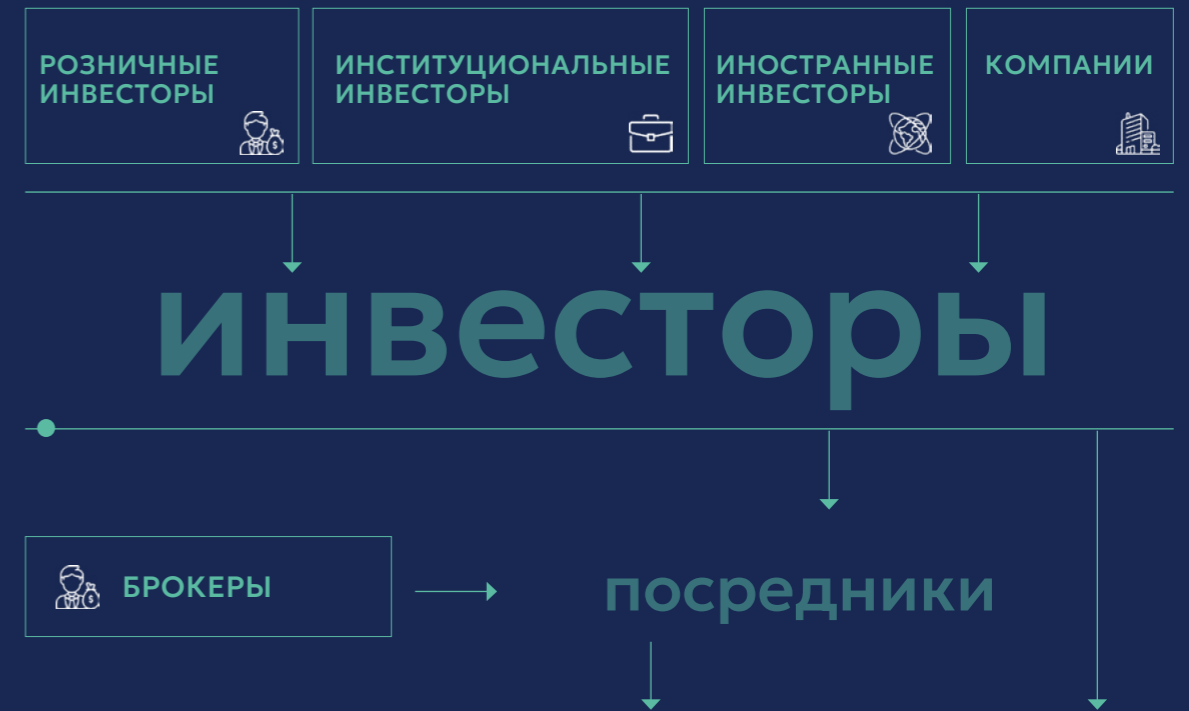 РОЗНИЧНЫЕ
ИНВЕСТОРЫ
ИНСТИТУЦИОНАЛЬНЫЕ
ИНВЕСТОРЫ
ИНОСТРАННЫЕ
ИНВЕСТОРЫ
КОМПАНИИ
инвесторы
БРОКЕРЫ
посредники